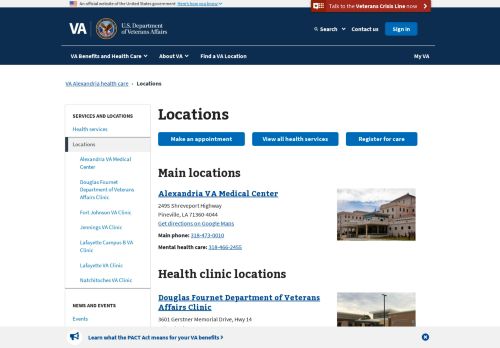 An official website of the United States government Here's how you know
Talk to the Veterans Crisis Line now
VA
U.S. Department
of Veterans Affairs
Search
Contact us
Sign in
VA Benefits and Health Care
About VA
Find a VA Location
My VA
VA Alexandria health care › Locations
SERVICES AND LOCATIONS
Health services
Locations
Alexandria VA Medical
Center
Douglas Fournet
Department of Veterans
Affairs Clinic
Fort Johnson VA Clinic
Jennings VA Clinic
Lafayette Campus B VA
Clinic
Lafayette VA Clinic
Natchitoches VA Clinic
NEWS AND EVENTS
Events
Locations
Make an appointment
View all health services
Register for care
Main locations
Alexandria VA Medical Center
2495 Shreveport Highway
Pineville, LA 71360-4044
Get directions on Google Maps
Main phone: 318-473-0010
Mental health care: 318-466-2455
Health clinic locations
Douglas Fournet Department of Veterans
Affairs Clinic
3601 Gerstner Memorial Drive, Hwy 14
Learn what the PACT Act means for your VA benefits